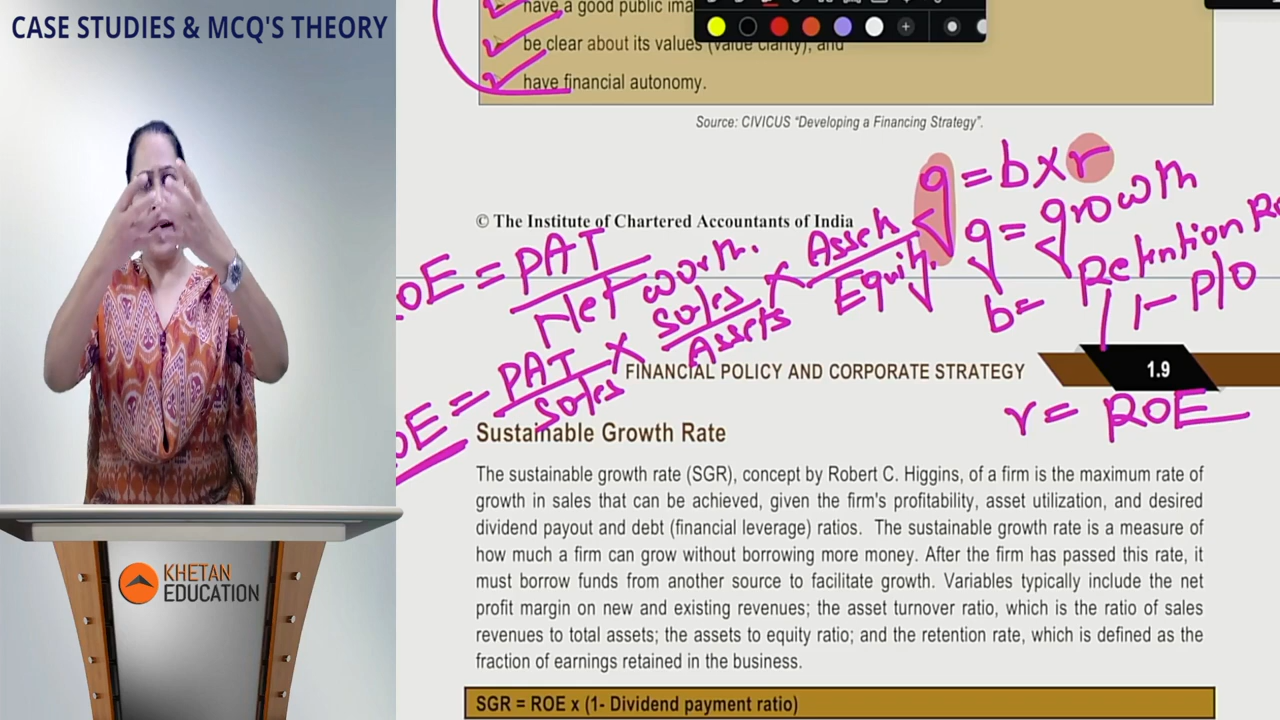 CASE STUDIES & MCQ'S THEORY
have a good public ima
be clear about its values (value clarity), and
have financial autonomy.
Source: CIVICUS "Developing a Financing Strategy".
g = b x r
© The Institute of Chartered Accountants of India
g = growth
b = Retention R
1 - P/O
r = ROE
OE = PAT
Net worth.
OE = PAT x Sales x Assets
Sales Assets Equity.
FINANCIAL POLICY AND CORPORATE STRATEGY
1.9
Sustainable Growth Rate
The sustainable growth rate (SGR), concept by Robert C. Higgins, of a firm is the maximum rate of
growth in sales that can be achieved, given the firm's profitability, asset utilization, and desired
dividend payout and debt (financial leverage) ratios. The sustainable growth rate is a measure of
how much a firm can grow without borrowing more money. After the firm has passed this rate, it
must borrow funds from another source to facilitate growth. Variables typically include the net
profit margin on new and existing revenues; the asset turnover ratio, which is the ratio of sales
revenues to total assets; the assets to equity ratio; and the retention rate, which is defined as the
fraction of earnings retained in the business.
SGR = ROE x (1- Dividend payment ratio)
KHETAN
EDUCATION